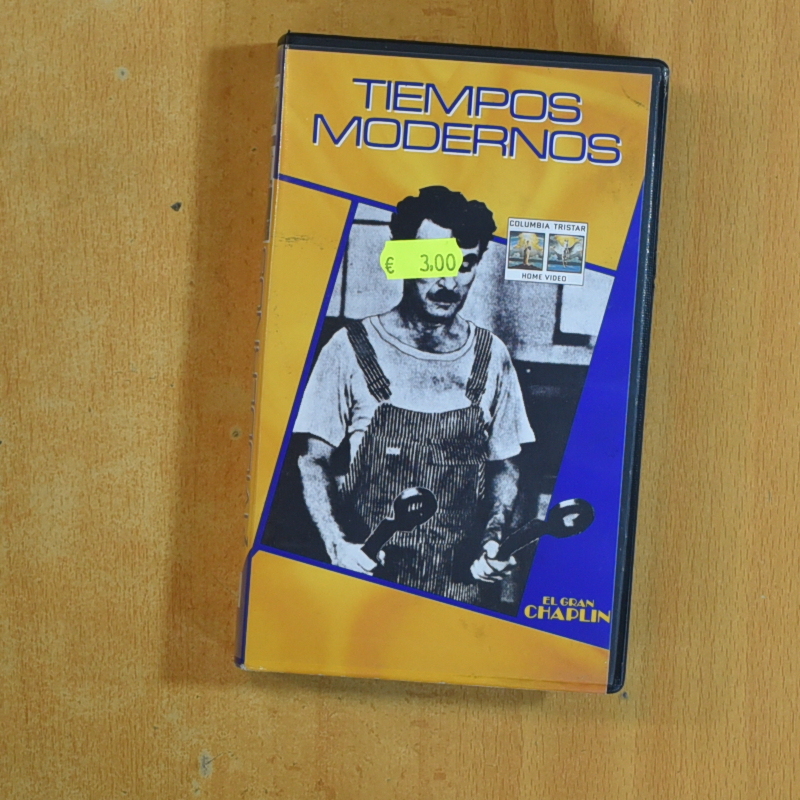 TIEMPOS
MODERNOS
COLUMBIA TRISTAR
HOME VIDEO
€ 3,00
EL GRAN
CHAPLIN